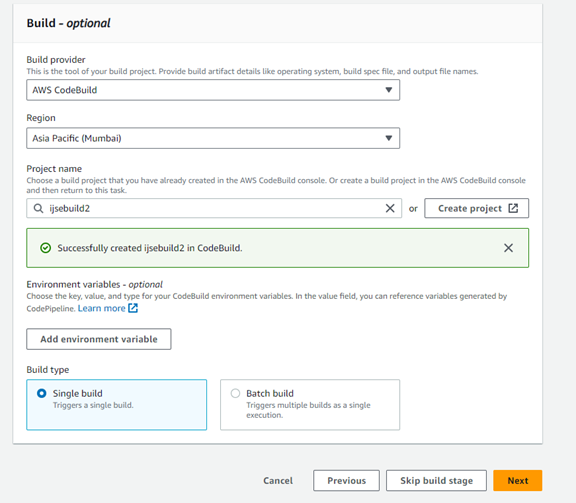 Build - optional
Build provider
This is the tool of your build project. Provide build artifact details like operating system, build spec file, and output file names.
AWS CodeBuild
Region
Asia Pacific (Mumbai)
Project name
Choose a build project that you have already created in the AWS CodeBuild console. Or create a build project in the AWS CodeBuild console
and then return to this task.
ijsebuild2
or
Create project
Successfully created ijsebuild2 in CodeBuild.
Environment variables - optional
Choose the key, value, and type for your CodeBuild environment variables. In the value field, you can reference variables generated by
CodePipeline. Learn more
Add environment variable
Build type
Single build
Triggers a single build.
Batch build
Triggers multiple builds as a single
execution.
Cancel
Previous
Skip build stage
Next